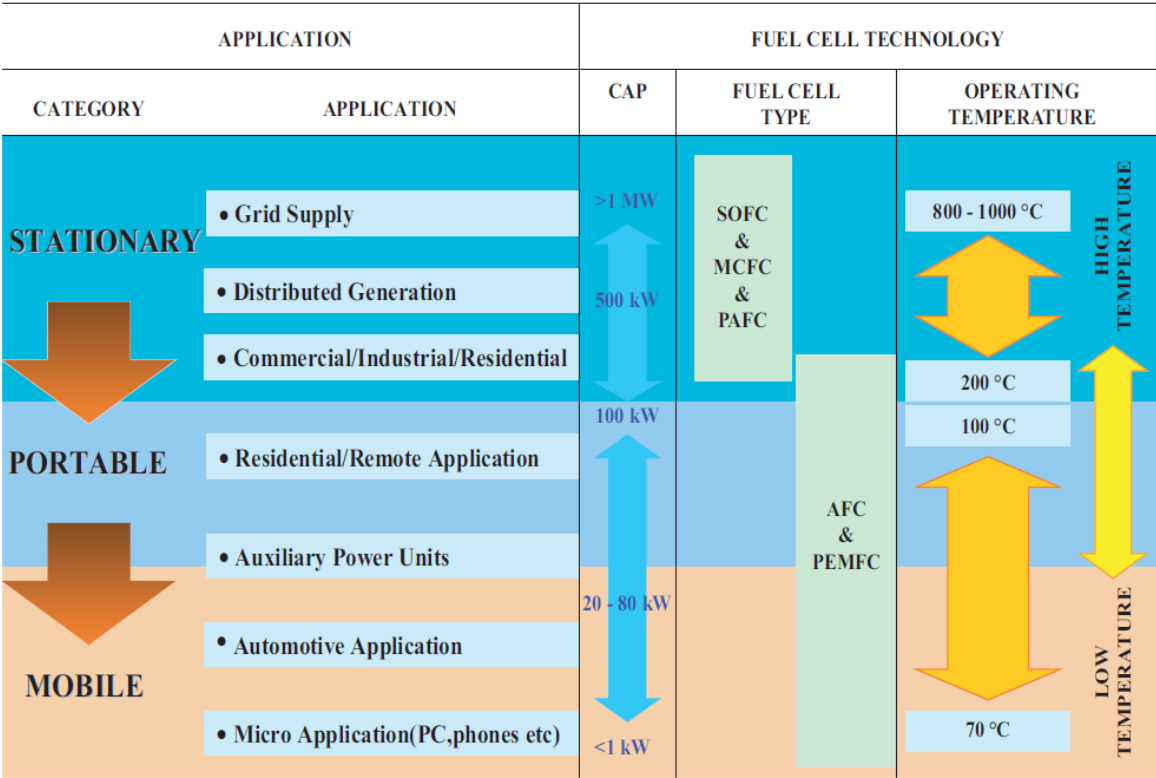 APPLICATION
FUEL CELL TECHNOLOGY
CATEGORY
APPLICATION
CAP
FUEL CELL
TYPE
OPERATING
TEMPERATURE
STATIONARY
• Grid Supply
• Distributed Generation
• Commercial/Industrial/Residential
>1 MW
500 kW
100 kW
SOFC
&
MCFC
&
PAFC
800 - 1000 °C
200 °C
100 °C
HIGH
TEMPERATURE
PORTABLE
• Residential/Remote Application
• Auxiliary Power Units
20 - 80 kW
AFC
&
PEMFC
MOBILE
• Automotive Application
• Micro Application(PC,phones etc)
<1 kW
70 °C
LOW
TEMPERATURE